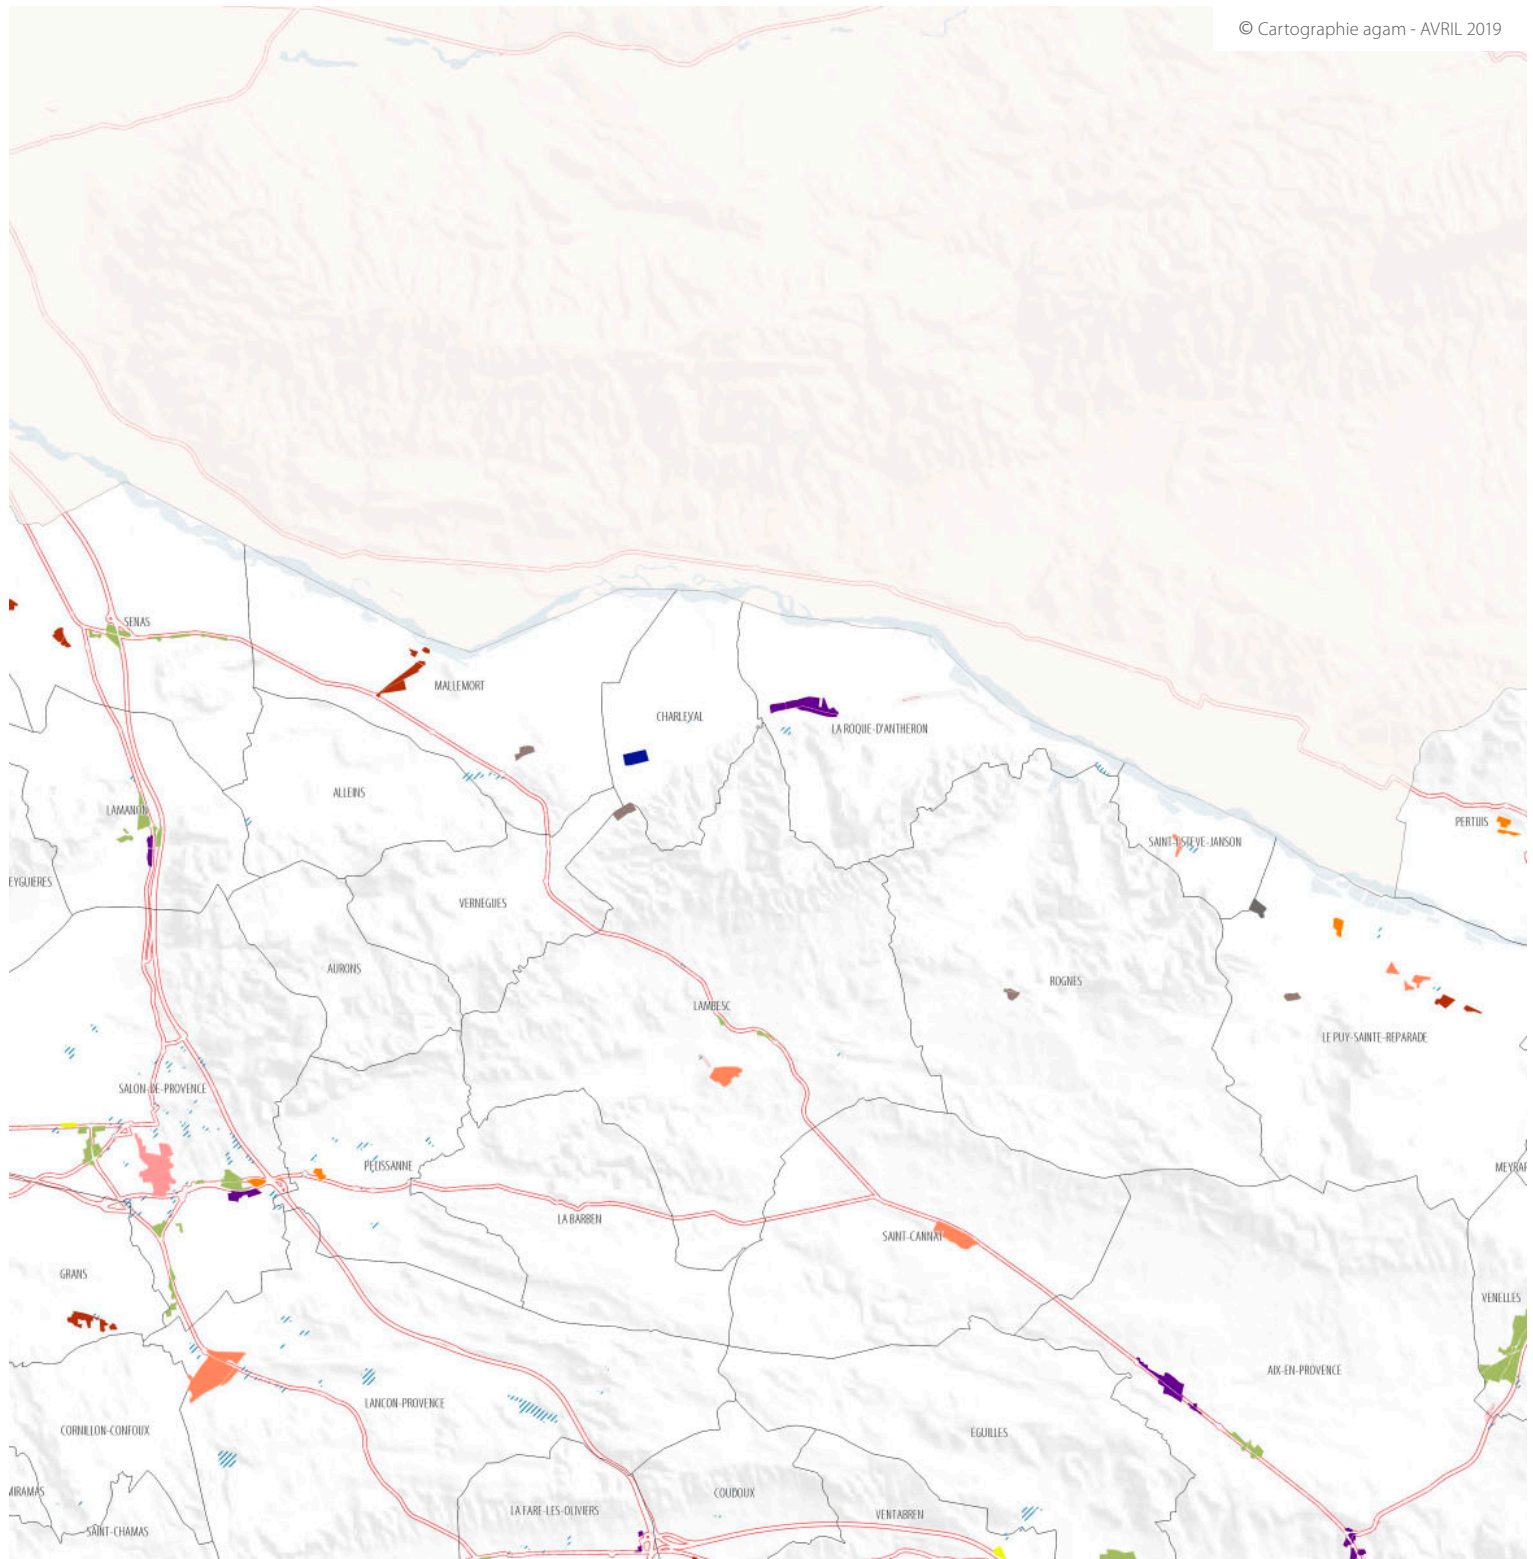 © Cartographie agam - AVRIL 2019
SENAS
MALLEMORT
CHARLEVAL
LA ROQUE-D'ANTHERON
ALLEINS
LAMANON
PERTUIS
SAINT-ESTEVE-JANSON
EYGUIERES
VERNEGUES
AURONS
ROGNES
LAMBESC
LE PUY-SAINTE-REPARADE
SALON-DE-PROVENCE
PELISSANNE
MEYRAR
LA BARBEN
SAINT-CANNAT
GRANS
VENELLES
AIX-EN-PROVENCE
LANCON-PROVENCE
CORNILLON-CONFOUX
EGUILLES
MIRAMAS
COUDOUX
LA FARE-LES-OLIVIERS
VENTABREN
SAINT-CHAMAS